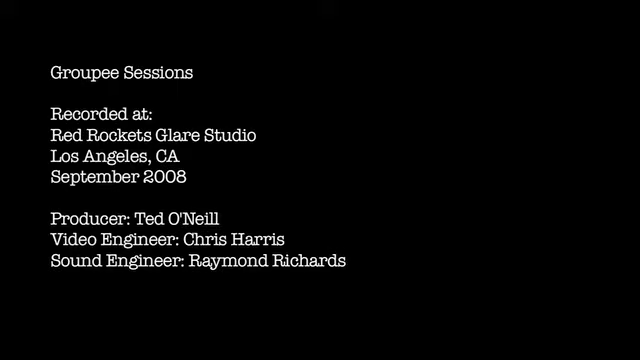 Groupee Sessions
Recorded at:
Red Rockets Glare Studio
Los Angeles, CA
September 2008
Producer: Ted O'Neill
Video Engineer: Chris Harris
Sound Engineer: Raymond Richards